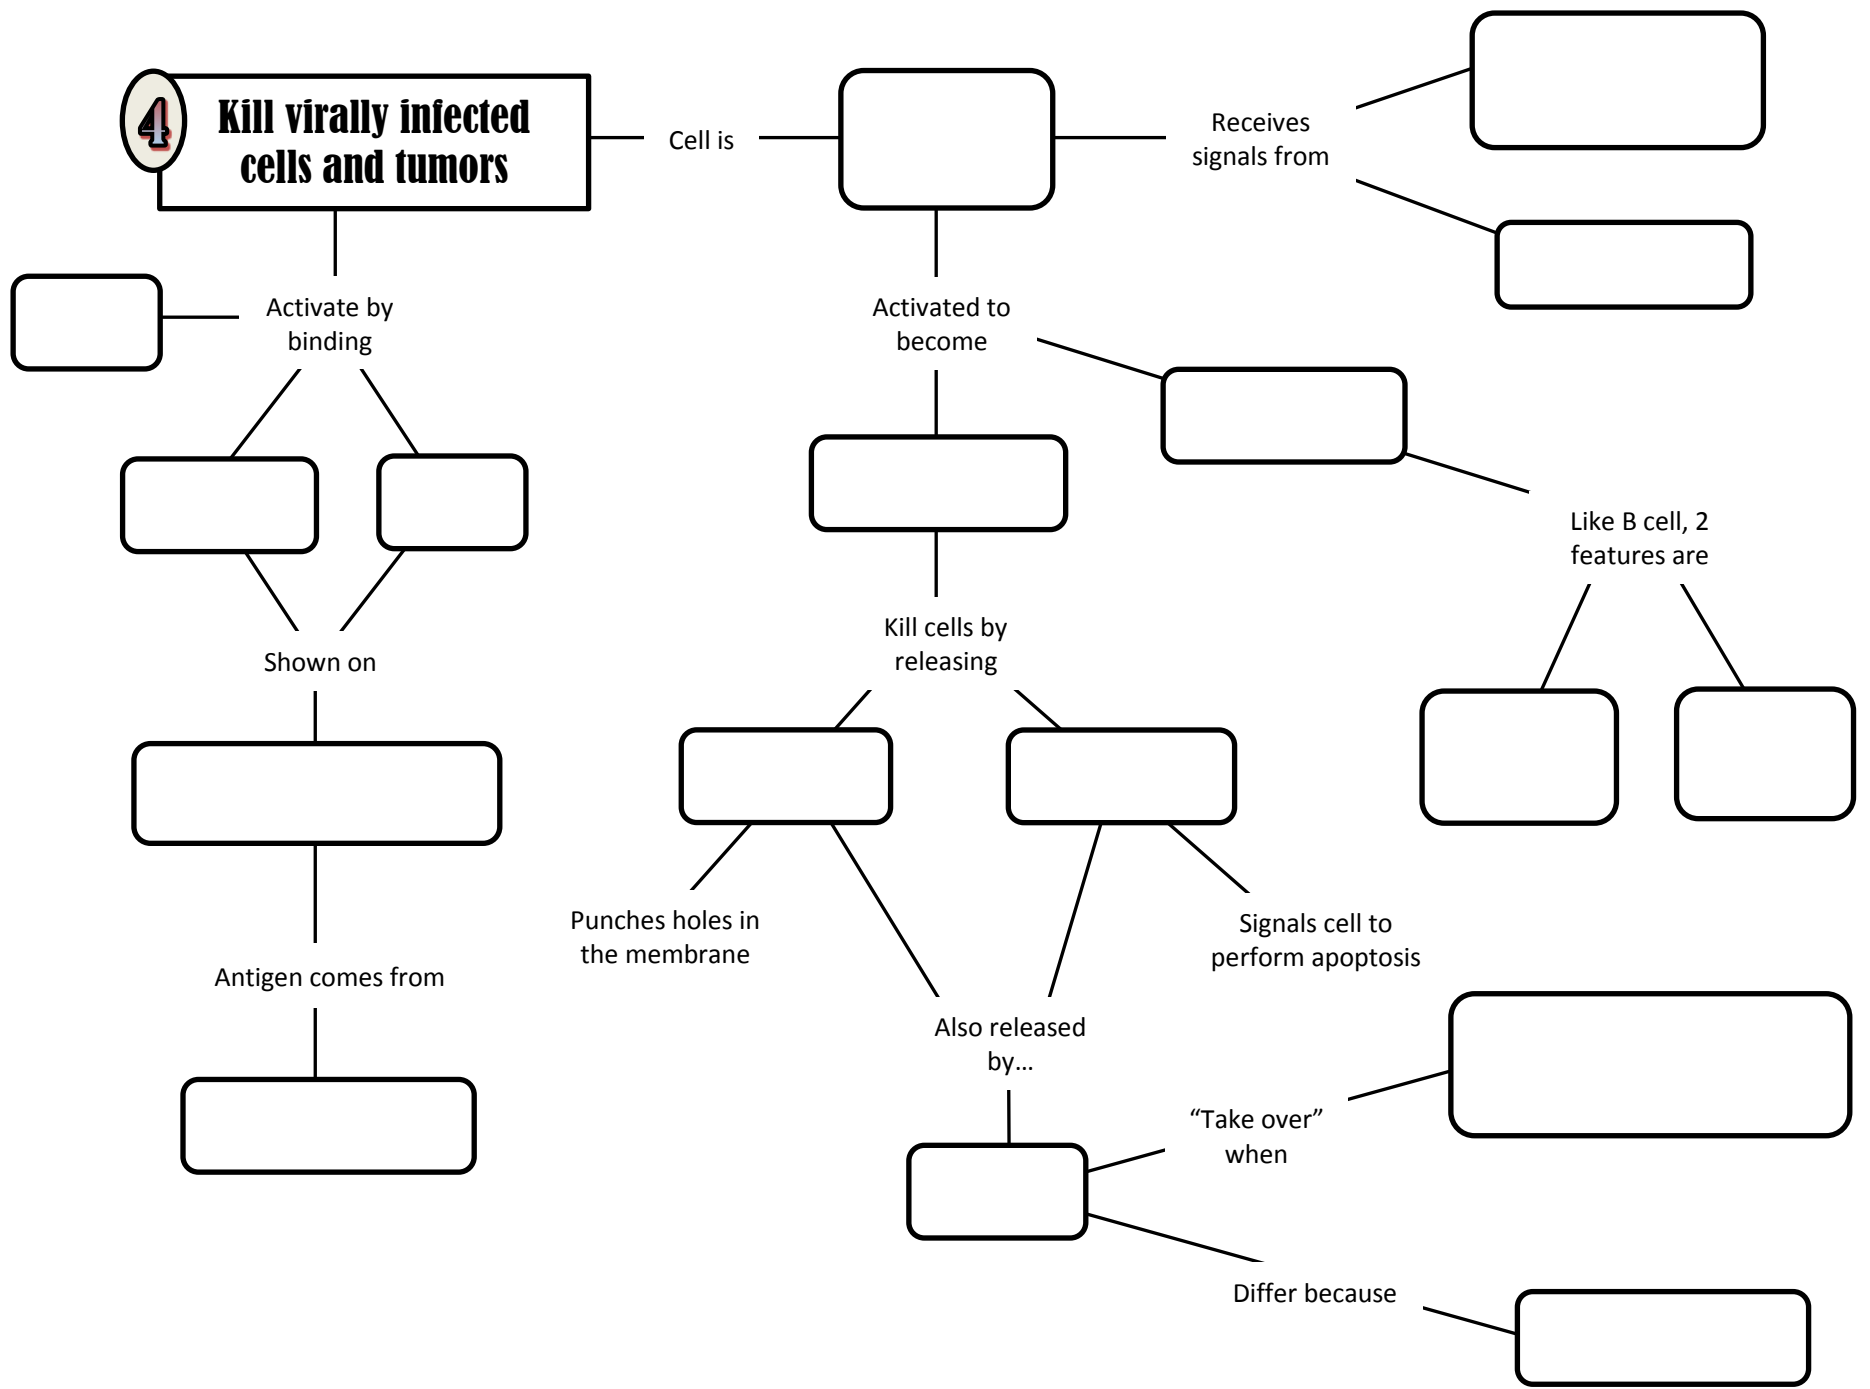 4
Kill virally infected
cells and tumors
Cell is
Receives
signals from
Activate by
binding
Activated to
become
Like B cell, 2
features are
Shown on
Kill cells by
releasing
Punches holes in
the membrane
Signals cell to
perform apoptosis
Antigen comes from
Also released
by…
“Take over”
when
Differ because